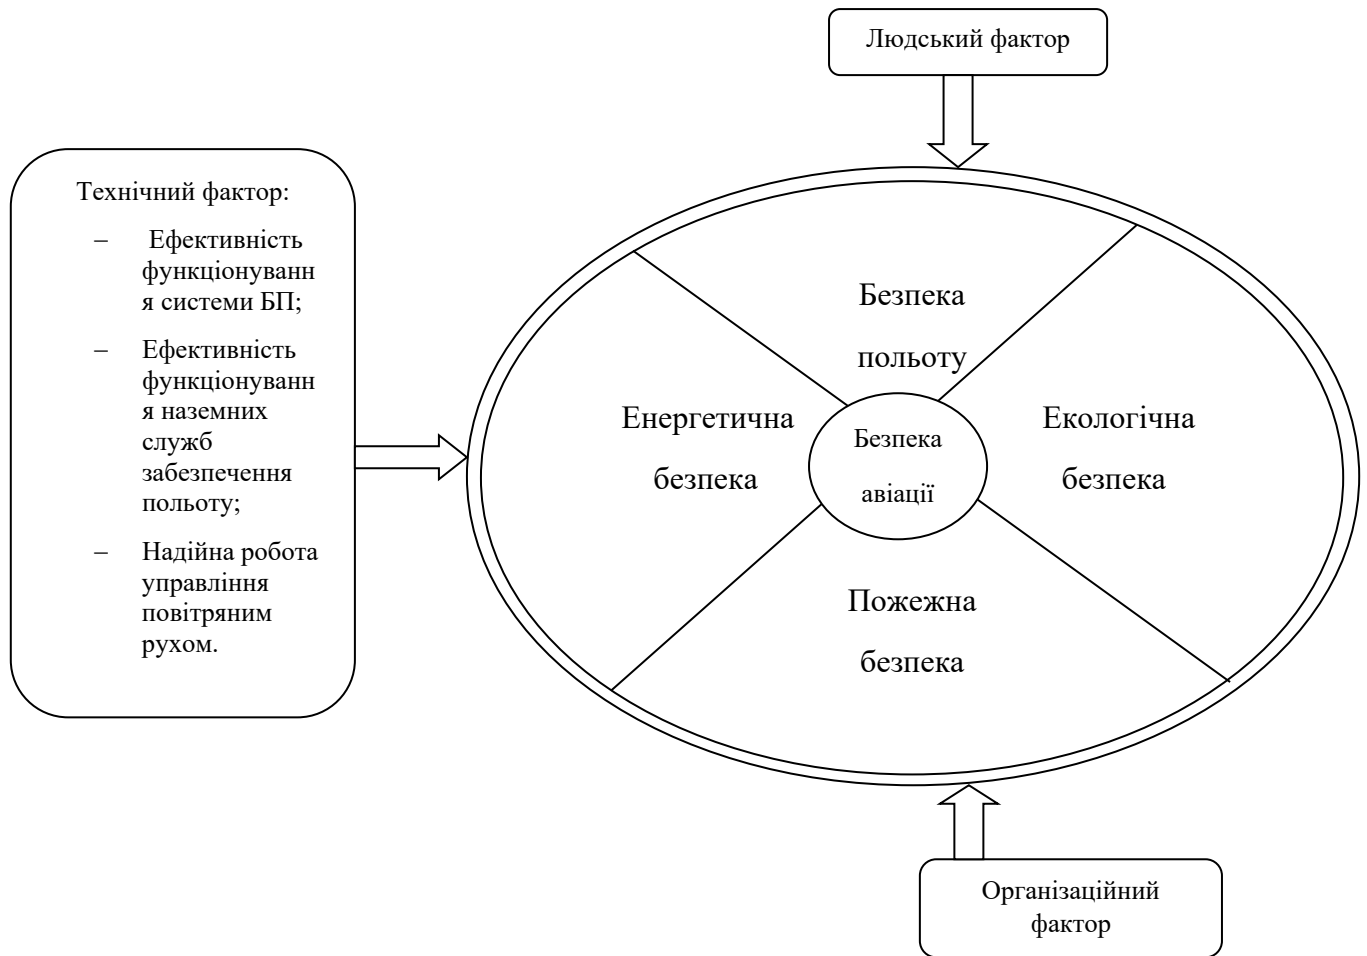 Людський фактор
Технічний фактор:
– Ефективність
функціонуванн
я системи БП;
– Ефективність
функціонуванн
я наземних
служб
забезпечення
польоту;
– Надійна робота
управління
повітряним
рухом.
Безпека
польоту
Енергетична
безпека
Безпека
авіації
Екологічна
безпека
Пожежна
безпека
Організаційний
фактор